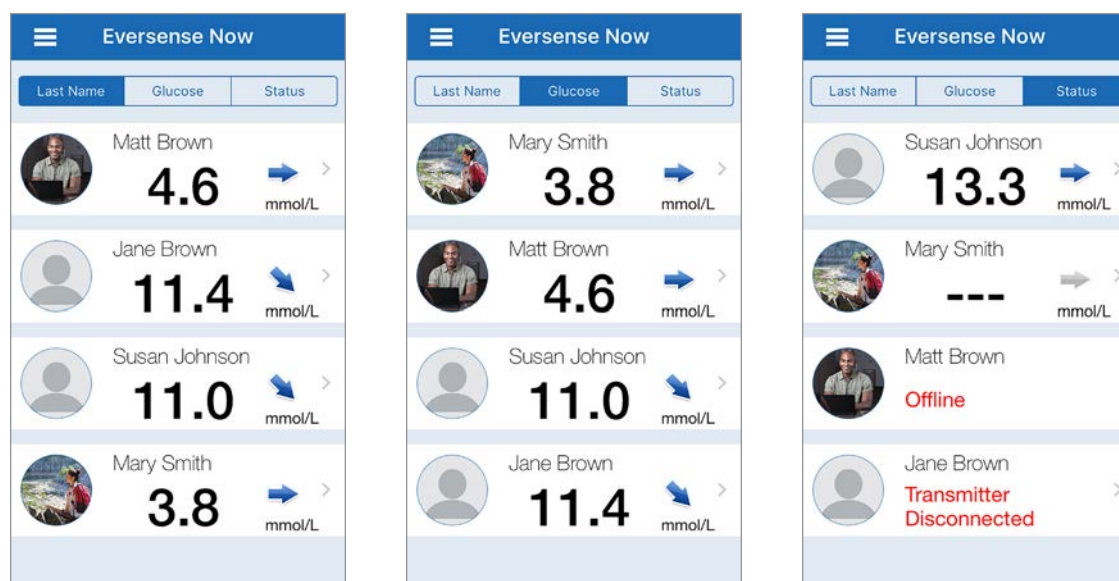 Eversense Now
Last Name Glucose Status
Matt Brown
4.6
mmol/L
Jane Brown
11.4
mmol/L
Susan Johnson
11.0
mmol/L
Mary Smith
3.8
mmol/L
Eversense Now
Last Name Glucose Status
Mary Smith
3.8
mmol/L
Matt Brown
4.6
mmol/L
Susan Johnson
11.0
mmol/L
Jane Brown
11.4
mmol/L
Eversense Now
Last Name Glucose Status
Susan Johnson
13.3
mmol/L
Mary Smith
---
mmol/L
Matt Brown
Offline
Jane Brown
Transmitter
Disconnected